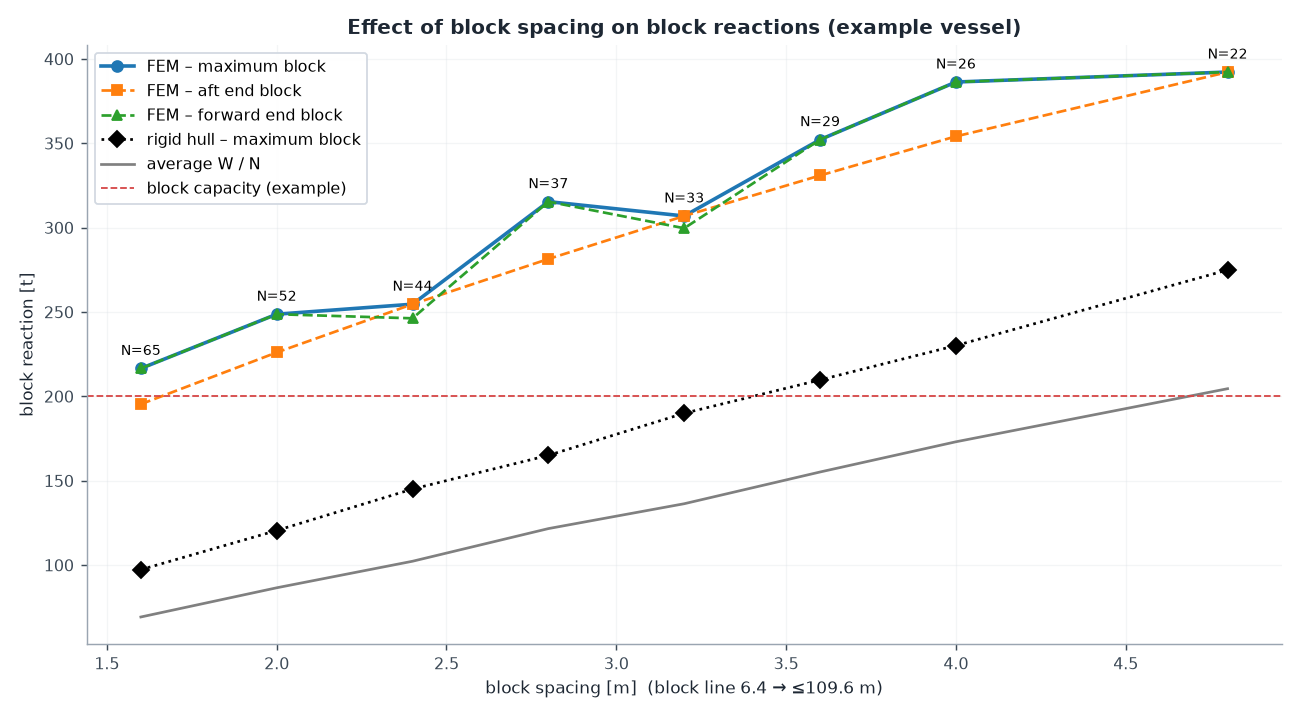 Effect of block spacing on block reactions (example vessel)
FEM – maximum block
FEM – aft end block
FEM – forward end block
rigid hull – maximum block
average W / N
block capacity (example)
N=65
N=52
N=44
N=37
N=33
N=29
N=26
N=22
block reaction [t]
400
350
300
250
200
150
100
1.5
2.0
2.5
3.0
3.5
4.0
4.5
block spacing [m]  (block line 6.4 → ≤109.6 m)